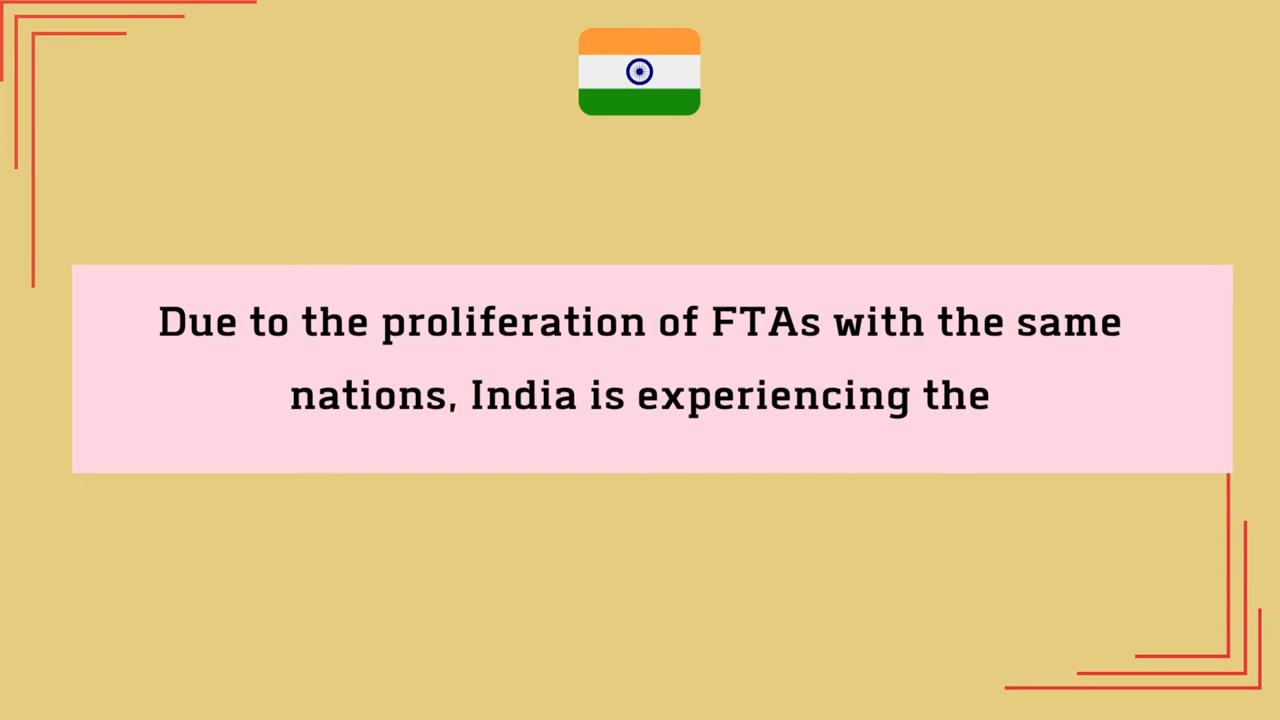 Due to the proliferation of FTAs with the same
nations, India is experiencing the